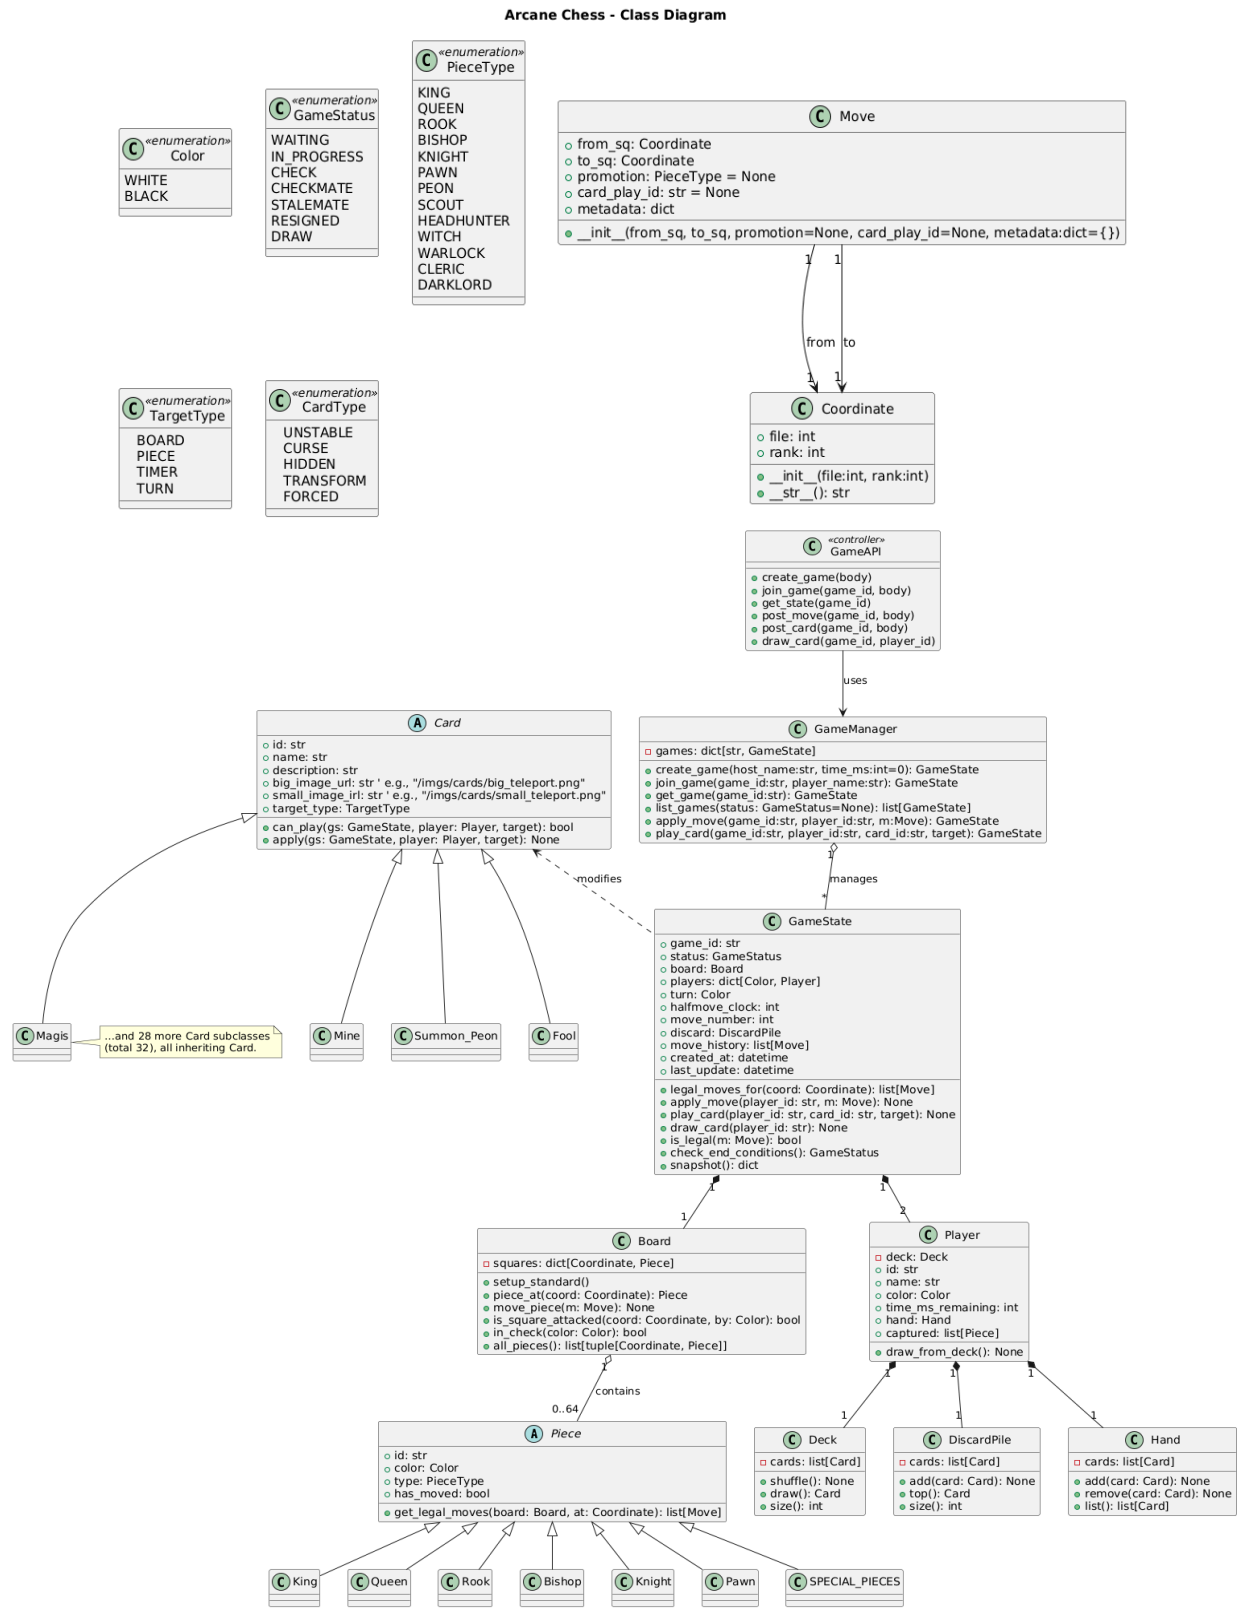 Arcane Chess - Class Diagram
C «enumeration»
Color
WHITE
BLACK
C «enumeration»
GameStatus
WAITING
IN_PROGRESS
CHECK
CHECKMATE
STALEMATE
RESIGNED
DRAW
C «enumeration»
PieceType
KING
QUEEN
ROOK
BISHOP
KNIGHT
PAWN
PEON
SCOUT
HEADHUNTER
WITCH
WARLOCK
CLERIC
DARKLORD
C Move
from_sq: Coordinate
to_sq: Coordinate
promotion: PieceType = None
card_play_id: str = None
metadata: dict
__init__(from_sq, to_sq, promotion=None, card_play_id=None, metadata:dict={})
1 1
from to
1 1
C «enumeration»
TargetType
BOARD
PIECE
TIMER
TURN
C «enumeration»
CardType
UNSTABLE
CURSE
HIDDEN
TRANSFORM
FORCED
C Coordinate
file: int
rank: int
__init__(file:int, rank:int)
__str__(): str
C «controller»
GameAPI
create_game(body)
join_game(game_id, body)
get_state(game_id)
post_move(game_id, body)
post_card(game_id, body)
draw_card(game_id, player_id)
uses
A Card
id: str
name: str
description: str
big_image_url: str ' e.g., "/imgs/cards/big_teleport.png"
small_image_irl: str ' e.g., "/imgs/cards/small_teleport.png"
target_type: TargetType
can_play(gs: GameState, player: Player, target): bool
apply(gs: GameState, player: Player, target): None
C GameManager
games: dict[str, GameState]
create_game(host_name:str, time_ms:int=0): GameState
join_game(game_id:str, player_name:str): GameState
get_game(game_id:str): GameState
list_games(status: GameStatus=None): list[GameState]
apply_move(game_id:str, player_id:str, m:Move): GameState
play_card(game_id:str, player_id:str, card_id:str, target): GameState
1
modifies
manages
*
C Magis
...and 28 more Card subclasses
(total 32), all inheriting Card.
C Mine
C Summon_Peon
C Fool
C GameState
game_id: str
status: GameStatus
board: Board
players: dict[Color, Player]
turn: Color
halfmove_clock: int
move_number: int
discard: DiscardPile
move_history: list[Move]
created_at: datetime
last_update: datetime
legal_moves_for(coord: Coordinate): list[Move]
apply_move(player_id: str, m: Move): None
play_card(player_id: str, card_id: str, target): None
draw_card(player_id: str): None
is_legal(m: Move): bool
check_end_conditions(): GameStatus
snapshot(): dict
1 1
1 2
C Board
squares: dict[Coordinate, Piece]
setup_standard()
piece_at(coord: Coordinate): Piece
move_piece(m: Move): None
is_square_attacked(coord: Coordinate, by: Color): bool
in_check(color: Color): bool
all_pieces(): list[tuple[Coordinate, Piece]]
C Player
deck: Deck
id: str
name: str
color: Color
time_ms_remaining: int
hand: Hand
captured: list[Piece]
draw_from_deck(): None
1 1 1 1
contains
0..64 1 1 1
A Piece
id: str
color: Color
type: PieceType
has_moved: bool
get_legal_moves(board: Board, at: Coordinate): list[Move]
C Deck
cards: list[Card]
shuffle(): None
draw(): Card
size(): int
C DiscardPile
cards: list[Card]
add(card: Card): None
top(): Card
size(): int
C Hand
cards: list[Card]
add(card: Card): None
remove(card: Card): None
list(): list[Card]
C King
C Queen
C Rook
C Bishop
C Knight
C Pawn
C SPECIAL_PIECES